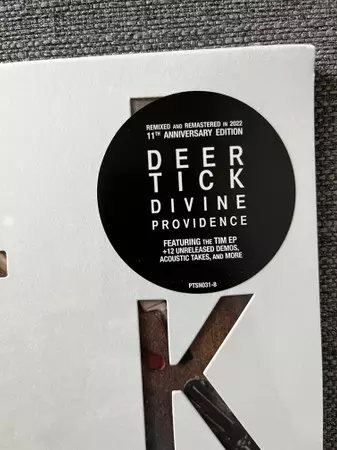 REMIXED AND REMASTERED IN 2022
11TH ANNIVERSARY EDITION
DEER
TICK
DIVINE
PROVIDENCE
FEATURING THE TIM EP
+12 UNRELEASED DEMOS,
ACOUSTIC TAKES, AND MORE
PTSN031-8
K